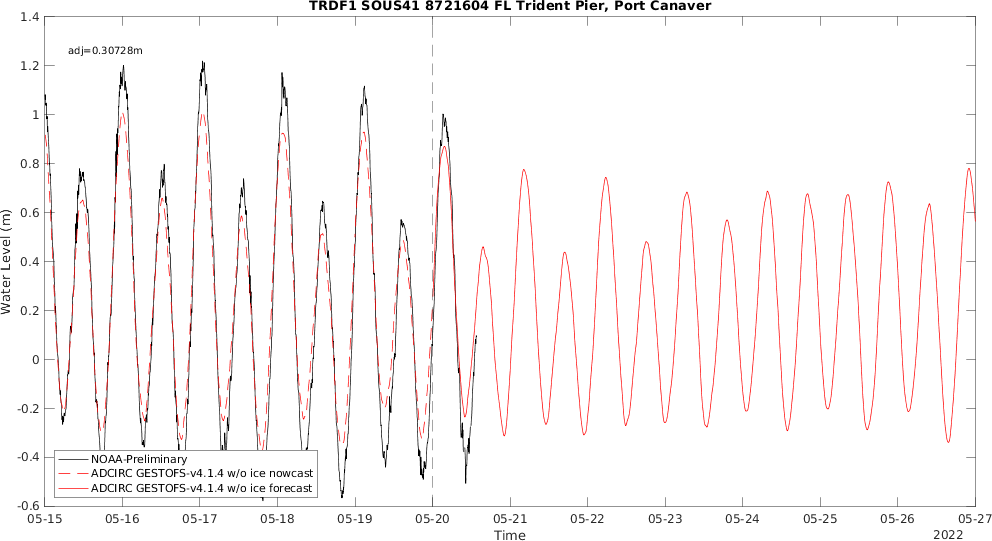 TRDF1 SOUS41 8721604 FL Trident Pier, Port Canaver
adj=0.30728m
Water Level (m)
1.4
1.2
1
0.8
0.6
0.4
0.2
0
-0.2
-0.4
-0.6
NOAA-Preliminary
ADCIRC GESTOFS-v4.1.4 w/o ice nowcast
ADCIRC GESTOFS-v4.1.4 w/o ice forecast
05-15 05-16 05-17 05-18 05-19 05-20 05-21 05-22 05-23 05-24 05-25 05-26 05-27
Time
2022